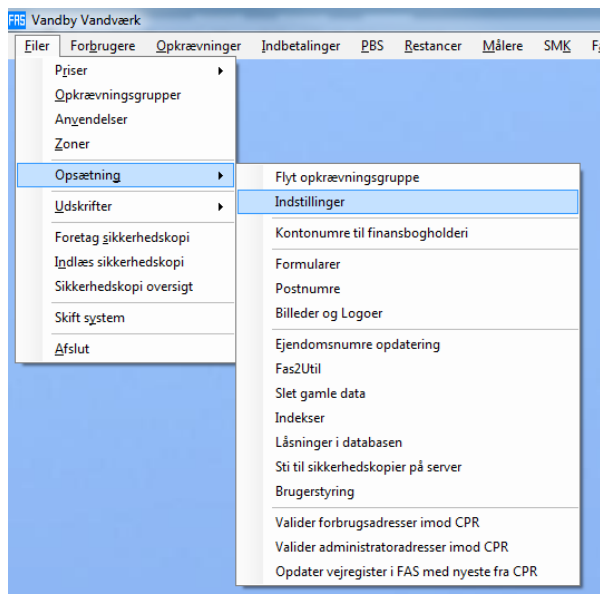 FAS Vandby Vandværk
Filer Forbrugere Opkrævninger Indbetalinger PBS Restancer Målere SMK
Priser
Opkrævningsgrupper
Anvendelser
Zoner
Opsætning
Udskrifter
Foretag sikkerhedskopi
Indlæs sikkerhedskopi
Sikkerhedskopi oversigt
Skift system
Afslut
Flyt opkrævningsgruppe
Indstillinger
Kontonumre til finansbogholderi
Formularer
Postnumre
Billeder og Logoer
Ejendomsnumre opdatering
Fas2Util
Slet gamle data
Indekser
Låsninger i databasen
Sti til sikkerhedskopier på server
Brugerstyring
Valider forbrugsadresser imod CPR
Valider administratoradresser imod CPR
Opdater vejregister i FAS med nyeste fra CPR